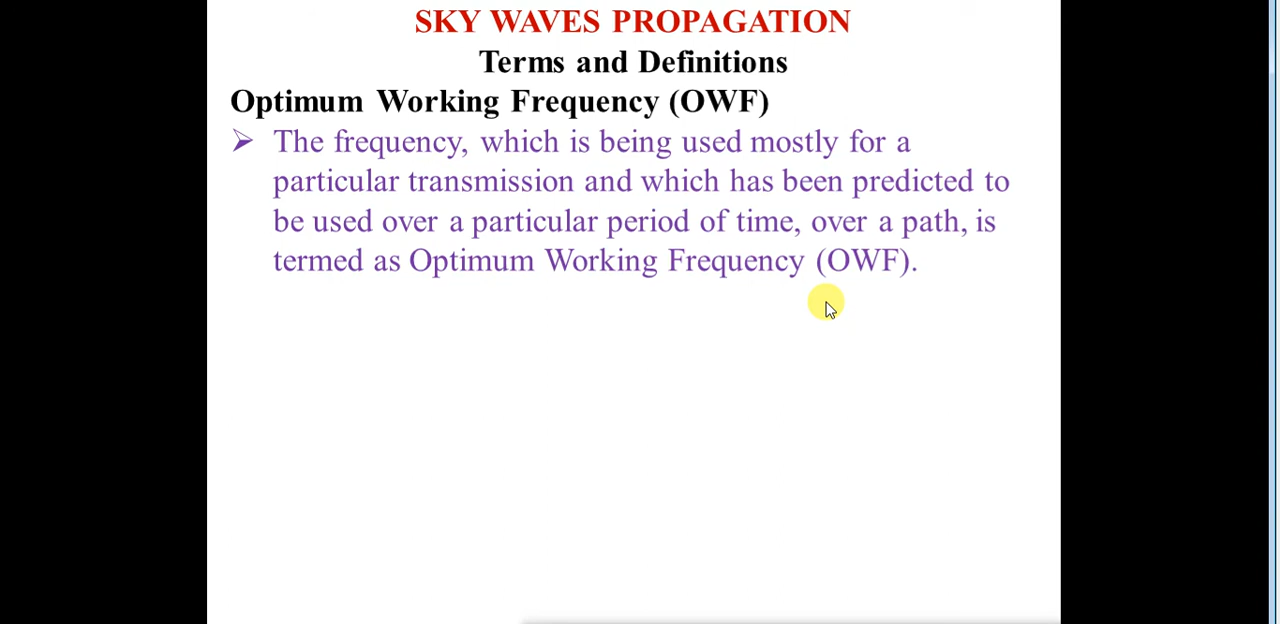 SKY WAVES PROPAGATION
Terms and Definitions
Optimum Working Frequency (OWF)
➢ The frequency, which is being used mostly for a
particular transmission and which has been predicted to
be used over a particular period of time, over a path, is
termed as Optimum Working Frequency (OWF).